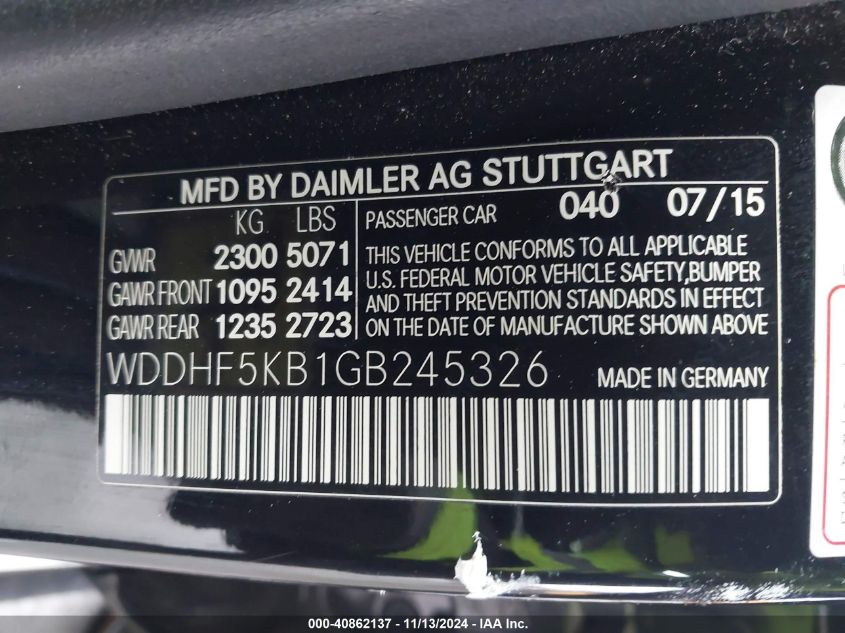 MFD BY DAIMLER AG STUTTGART
KG LBS
GVWR 2300 5071
GAWR FRONT 1095 2414
GAWR REAR 1235 2723
PASSENGER CAR 040 07/15
THIS VEHICLE CONFORMS TO ALL APPLICABLE
U.S. FEDERAL MOTOR VEHICLE SAFETY,BUMPER
AND THEFT PREVENTION STANDARDS IN EFFECT
ON THE DATE OF MANUFACTURE SHOWN ABOVE
WDDHF5KB1GB245326 MADE IN GERMANY
000-40862137 - 11/13/2024 - IAA Inc.